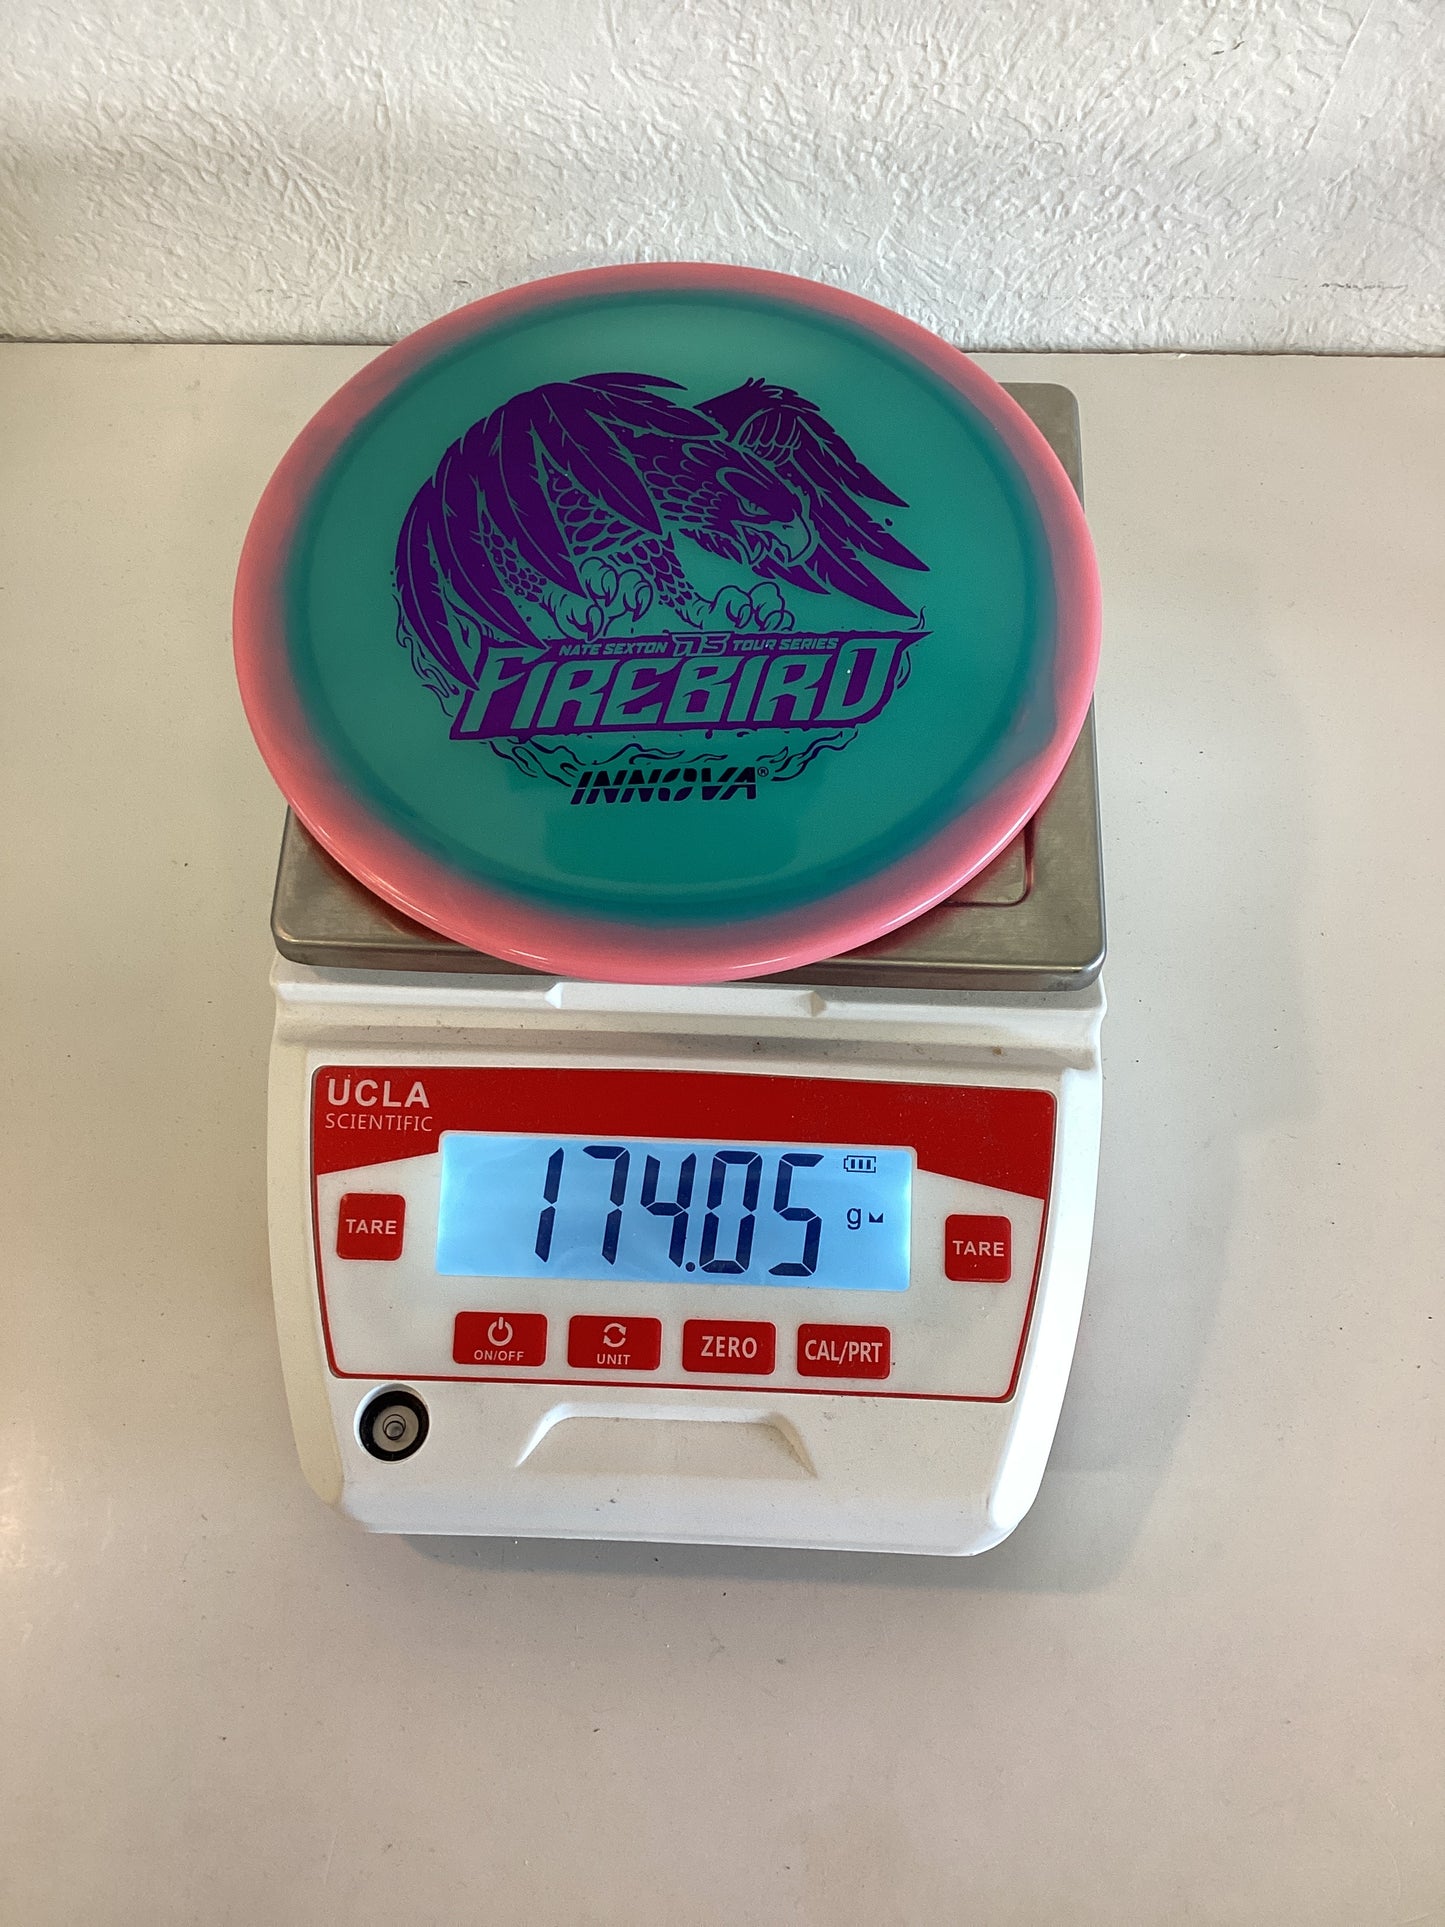 NATE SEXTON NS TOUR SERIES
FIREBIRD
INNOVA®
UCLA
SCIENTIFIC
174.05 g
TARE
TARE
ON/OFF
UNIT
ZERO
CAL/PRT